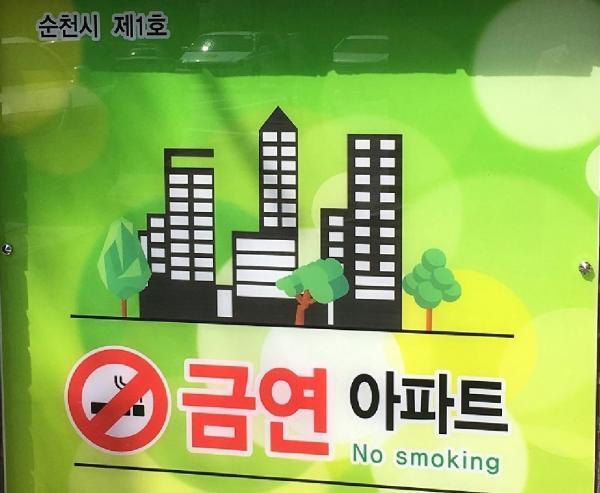 순천시 제1호
금연 아파트
No smoking